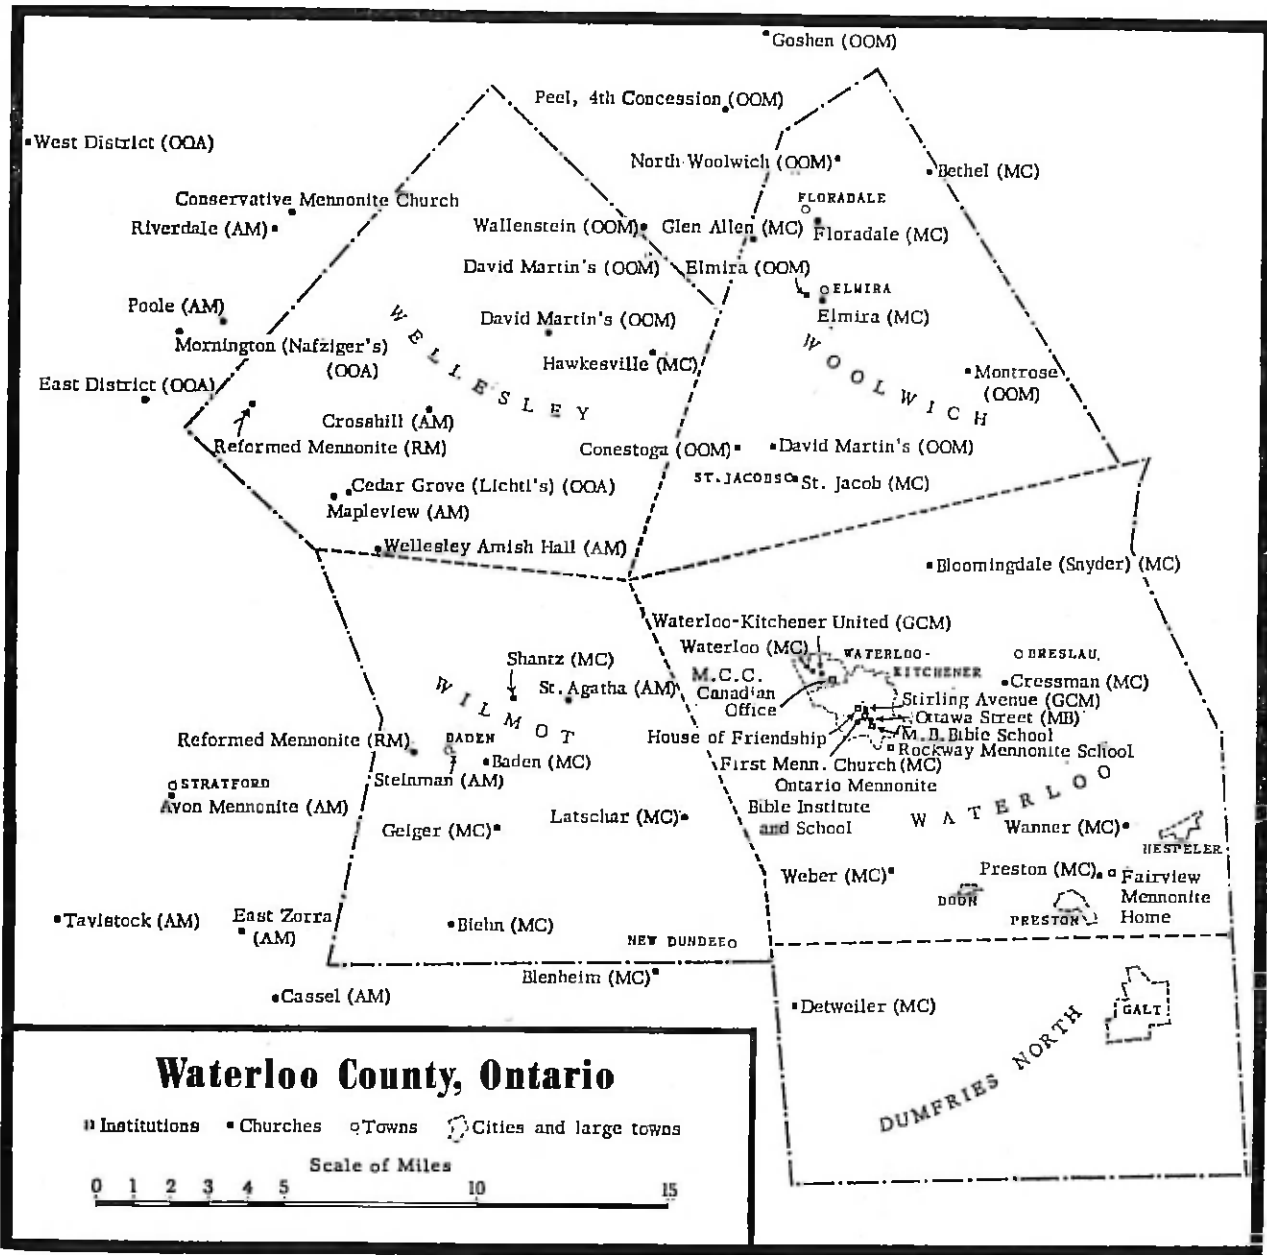 Goshen (OOM)
Peel, 4th Concession (OOM)
West District (OOA)
North Woolwich (OOM)
Bethel (MC)
FLORADALE
Conservative Mennonite Church
Riverdale (AM)
Wallenstein (OOM)
Glen Allen (MC)
Floradale (MC)
David Martin's (OOM)
Elmira (OOM)
ELMIRA
Poole (AM)
David Martin's (OOM)
Elmira (MC)
WELLESLEY
WOOLWICH
Mornington (Nafziger's)
(OOA)
Hawkesville (MC)
Montrose
(OOM)
East District (OOA)
Crosshill (AM)
Reformed Mennonite (RM)
Conestoga (OOM)
David Martin's (OOM)
ST. JACOBS
St. Jacob (MC)
Cedar Grove (Lichti's) (OOA)
Mapleview (AM)
Wellesley Amish Hall (AM)
Bloomingdale (Snyder) (MC)
Waterloo-Kitchener United (GCM)
Waterloo (MC)
WATERLOO-
KITCHENER
BRESLAU
Shantz (MC)
St. Agatha (AM)
M.C.C.
Canadian
Office
Cressman (MC)
Stirling Avenue (GCM)
Ottawa Street (MB)
WILMOT
House of Friendship
M.B. Bible School
Rockway Mennonite School
Reformed Mennonite (RM)
BADEN
Baden (MC)
First Menn. Church (MC)
STRATFORD
Steinman (AM)
Ontario Mennonite
Bible Institute
and School
WATERLOO
Avon Mennonite (AM)
Geiger (MC)
Latschar (MC)
Wanner (MC)
HESPELER
Weber (MC)
Preston (MC)
Fairview
Mennonite
Home
DOON
PRESTON
Tavistock (AM)
East Zorra
(AM)
Biehn (MC)
NEW DUNDEE
Blenheim (MC)
Cassel (AM)
Detweiler (MC)
GALT
DUMFRIES NORTH
Waterloo County, Ontario
Institutions Churches Towns Cities and large towns
Scale of Miles
0 1 2 3 4 5 10 15